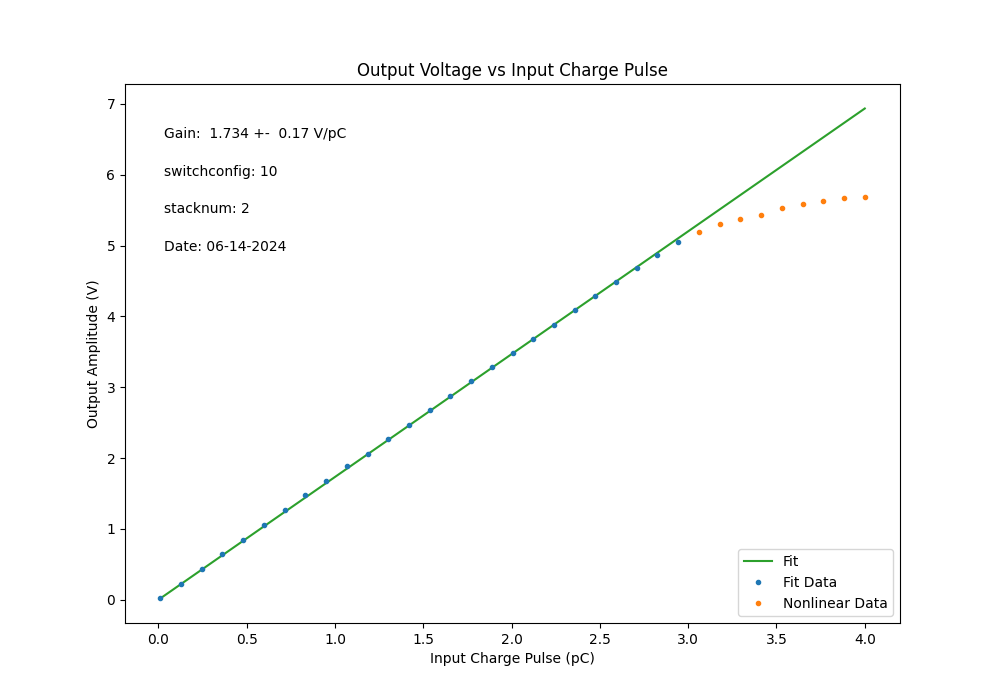 Output Voltage vs Input Charge Pulse
7
6
5
4
3
2
1
0
Output Amplitude (V)
Gain:  1.734 +-  0.17 V/pC
switchconfig: 10
stacknum: 2
Date: 06-14-2024
Fit
Fit Data
Nonlinear Data
0.0 0.5 1.0 1.5 2.0 2.5 3.0 3.5 4.0
Input Charge Pulse (pC)